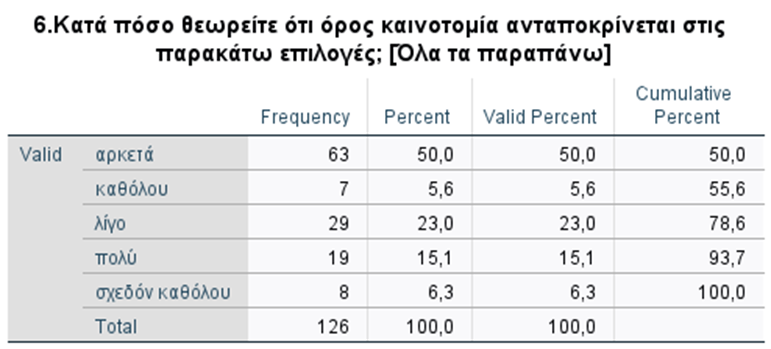 6.Κατά πόσο θεωρείτε ότι όρος καινοτομία ανταποκρίνεται στις
παρακάτω επιλογές; [Όλα τα παραπάνω]
Frequency Percent Valid Percent Cumulative Percent
Valid αρκετά 63 50,0 50,0 50,0
καθόλου 7 5,6 5,6 55,6
λίγο 29 23,0 23,0 78,6
πολύ 19 15,1 15,1 93,7
σχεδόν καθόλου 8 6,3 6,3 100,0
Total 126 100,0 100,0